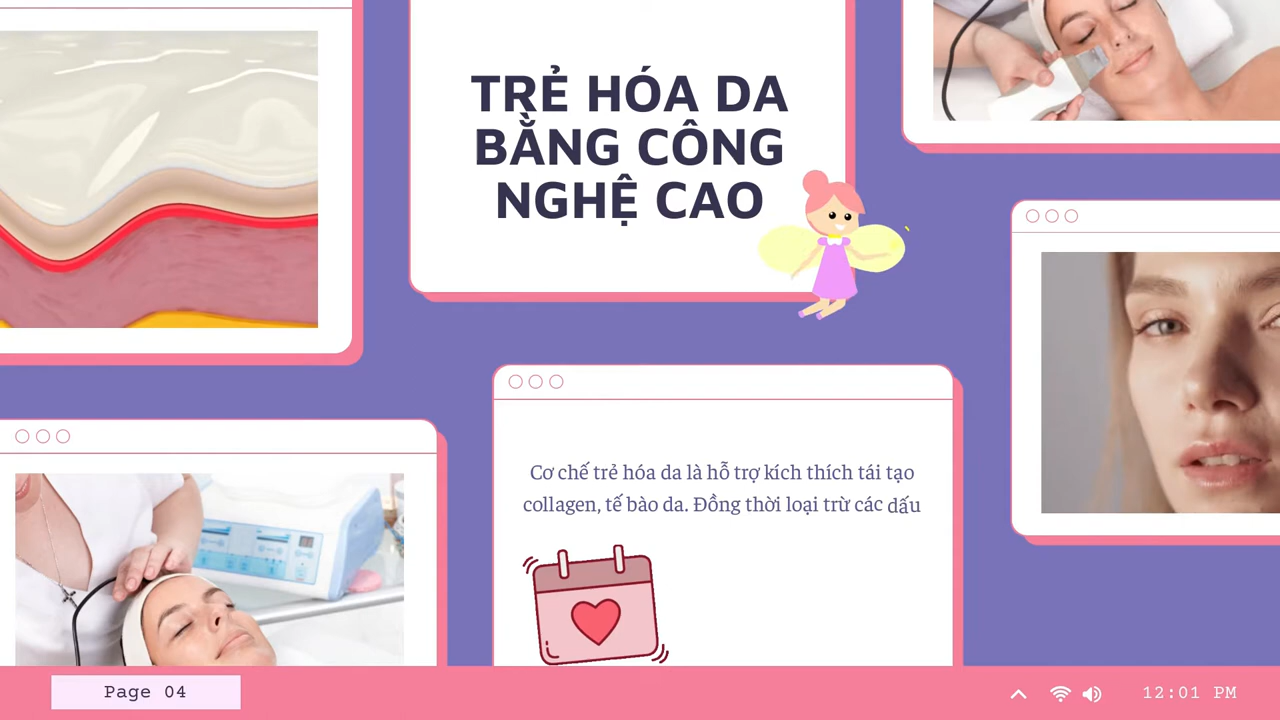 TRẺ HÓA DA
BẰNG CÔNG
NGHỆ CAO
Cơ chế trẻ hóa da là hỗ trợ kích thích tái tạo
collagen, tế bào da. Đồng thời loại trừ các dấu
Page 04
12:01 PM